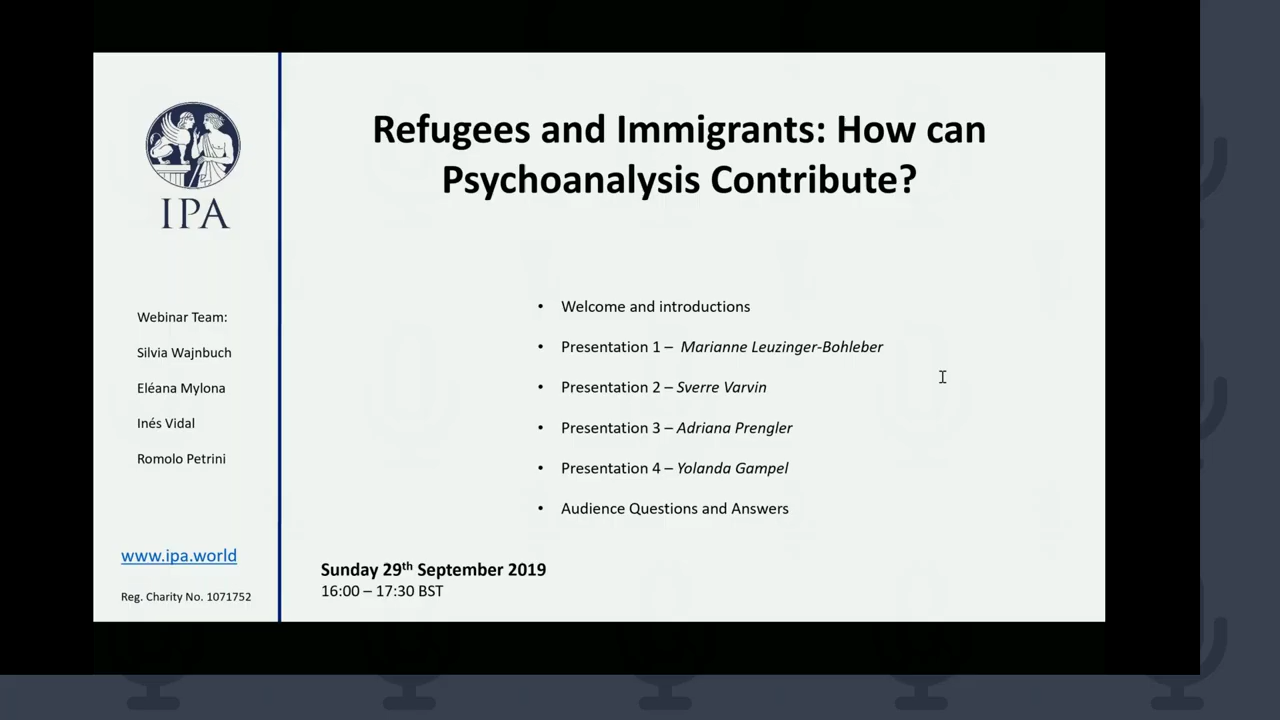 Refugees and Immigrants: How can
Psychoanalysis Contribute?
IPA
Webinar Team:
Silvia Wajnbuch
Eléana Mylona
Inés Vidal
Romolo Petrini
www.ipa.world
Reg. Charity No. 1071752
• Welcome and introductions
• Presentation 1 – Marianne Leuzinger-Bohleber
• Presentation 2 – Sverre Varvin
• Presentation 3 – Adriana Prengler
• Presentation 4 – Yolanda Gampel
• Audience Questions and Answers
Sunday 29th September 2019
16:00 – 17:30 BST